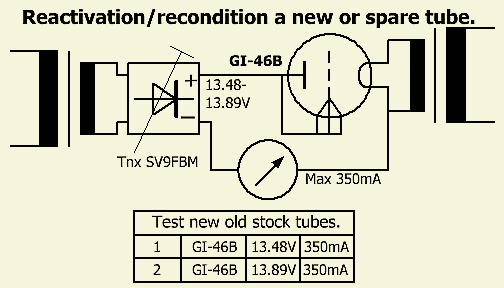 Reactivation/recondition a new or spare tube.
GI-46B
+
13.48-
13.89V
−
Tnx SV9FBM
Max 350mA
Test new old stock tubes.
1 GI-46B 13.48V 350mA
2 GI-46B 13.89V 350mA